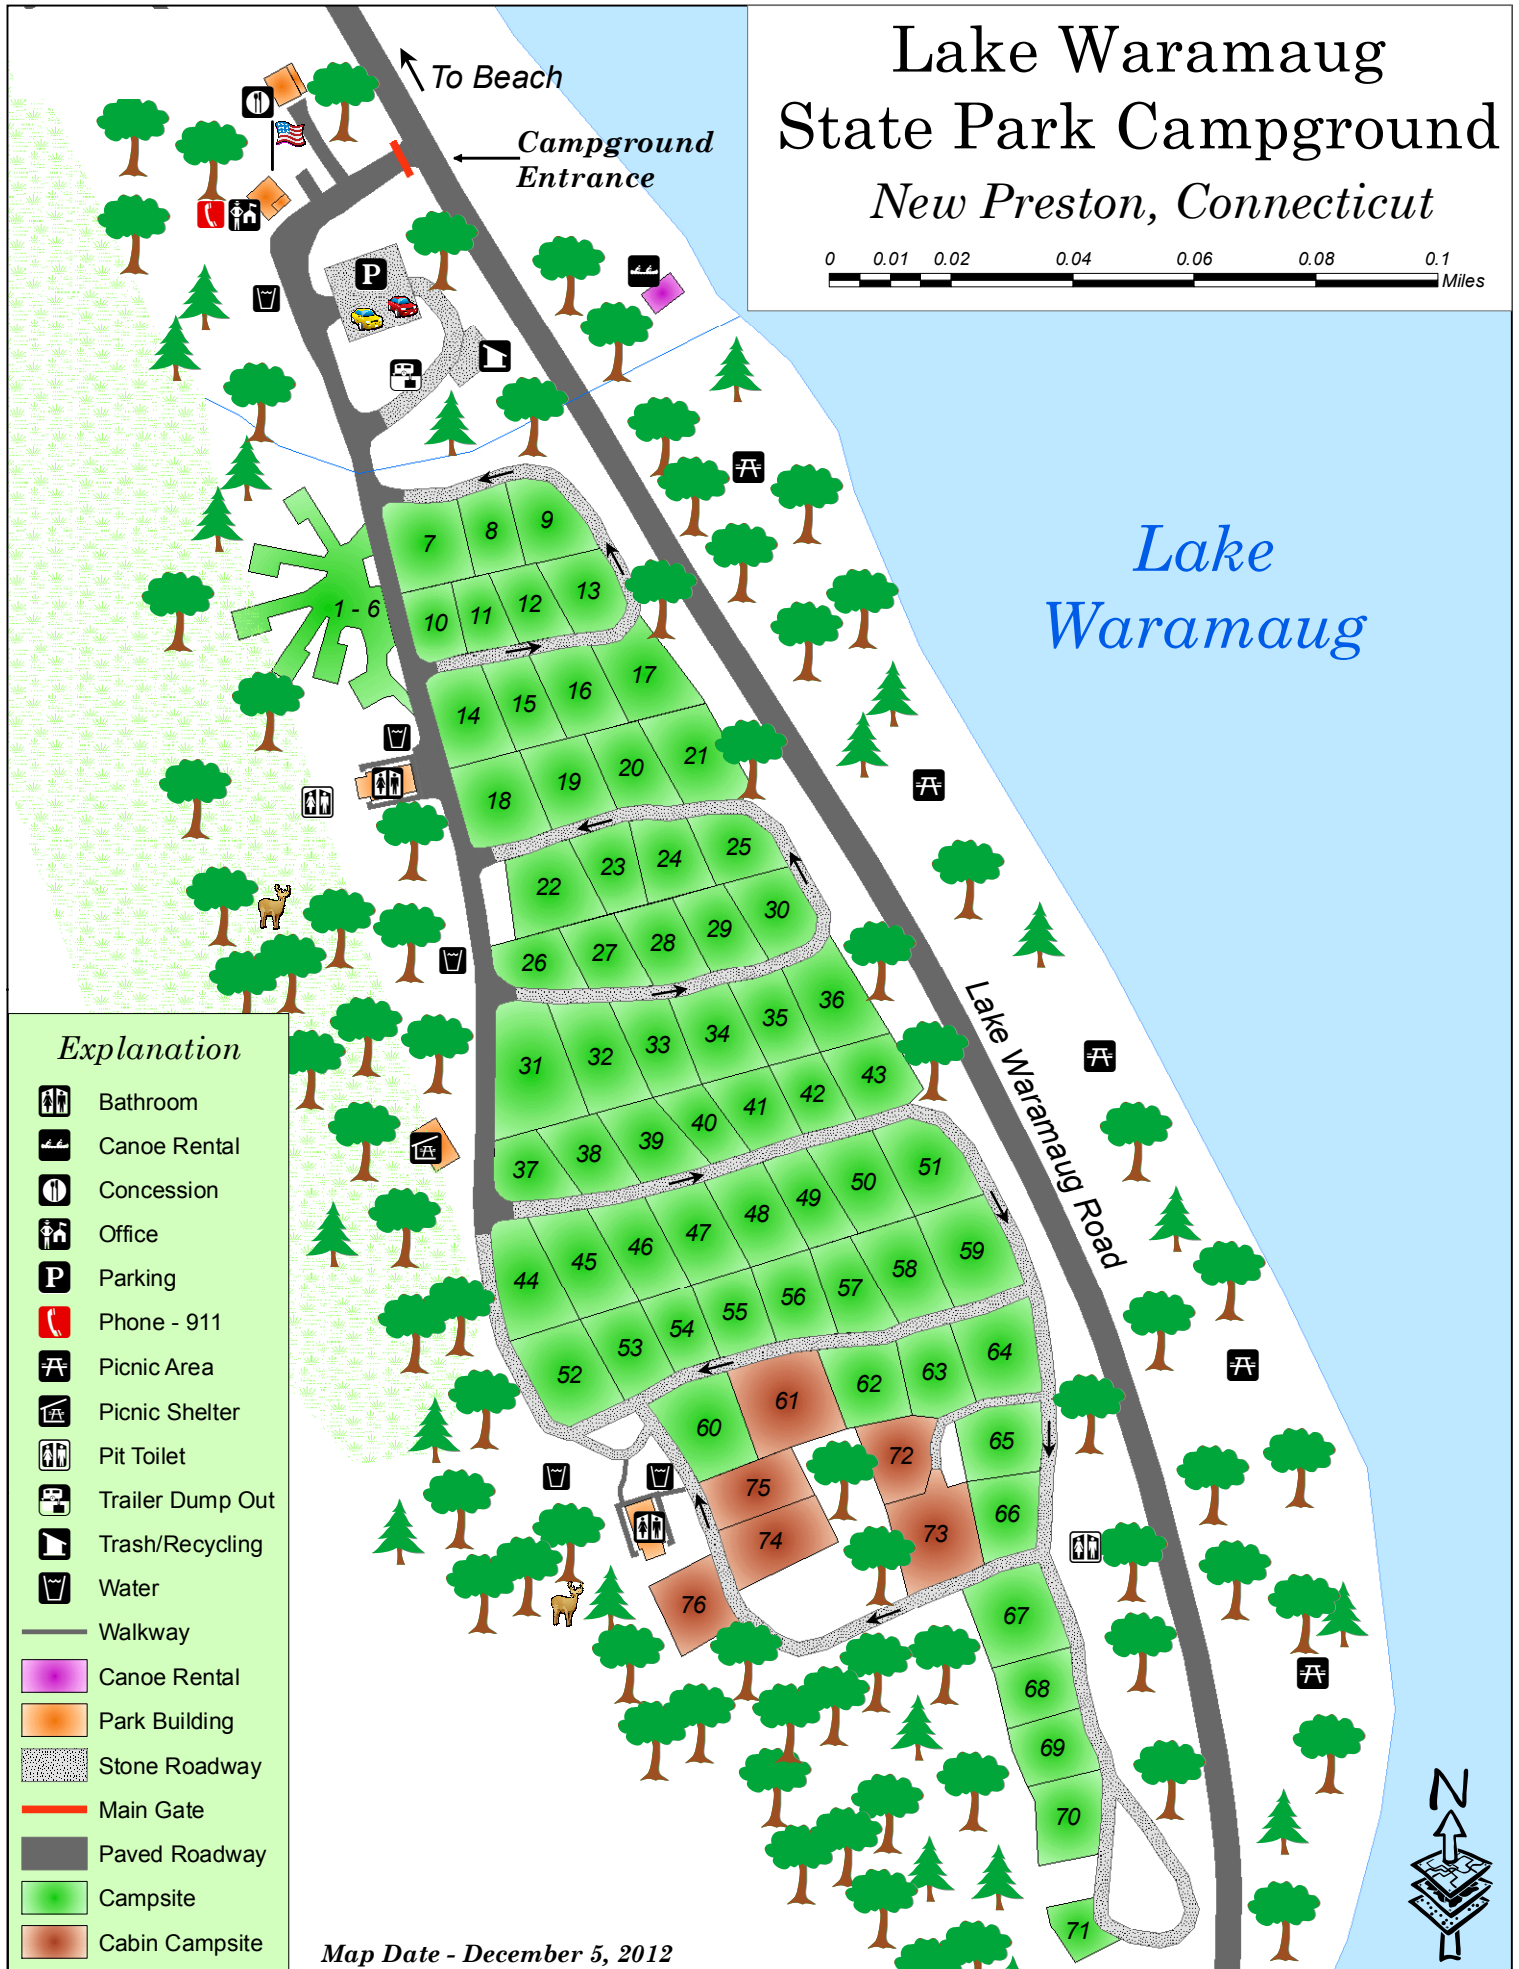 Lake Waramaug
State Park Campground
New Preston, Connecticut
0 0.01 0.02 0.04 0.06 0.08 0.1
Miles
To Beach
Campground
Entrance
P
Lake
Waramaug
1 - 6
7
8
9
10
11
12
13
14
15
16
17
18
19
20
21
22
23
24
25
26
27
28
29
30
31
32
33
34
35
36
37
38
39
40
41
42
43
44
45
46
47
48
49
50
51
52
53
54
55
56
57
58
59
60
61
62
63
64
65
66
67
68
69
70
71
72
73
74
75
76
Lake Waramaug Road
Explanation
Bathroom
Canoe Rental
Concession
Office
P Parking
Phone - 911
Picnic Area
Picnic Shelter
Pit Toilet
Trailer Dump Out
Trash/Recycling
Water
Walkway
Canoe Rental
Park Building
Stone Roadway
Main Gate
Paved Roadway
Campsite
Cabin Campsite
Map Date - December 5, 2012
N